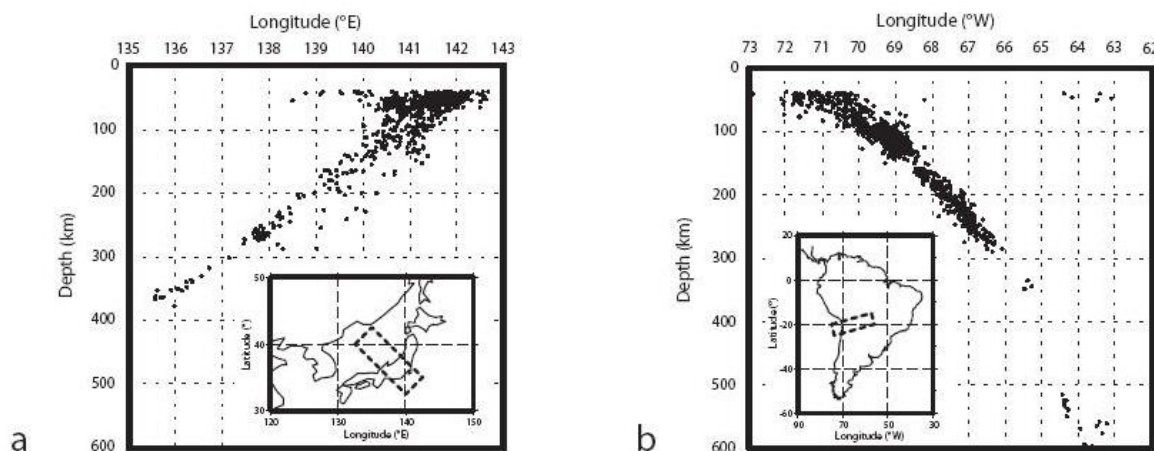 Longitude (°E)
135 136 137 138 139 140 141 142 143
0
100
200
300
400
500
600
Depth (km)
50
40
30
Latitude (°)
120 130 140 150
Longitude (°E)
a
Longitude (°W)
73 72 71 70 69 68 67 66 65 64 63 62
0
100
200
300
400
500
600
Depth (km)
20
0
-20
-40
-60
Latitude (°)
90 70 50 30
Longitude (°W)
b